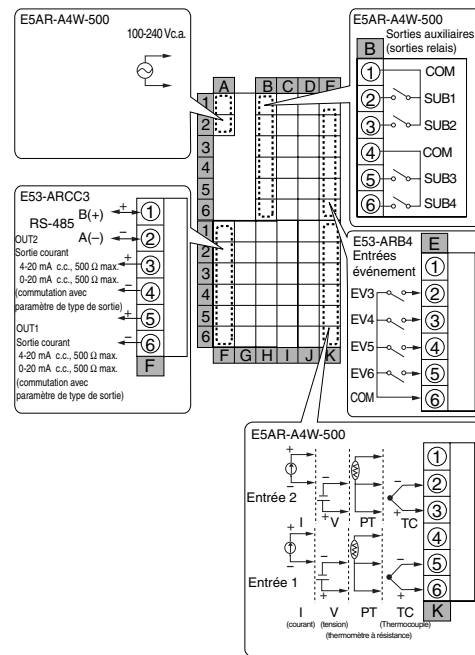 E5AR-A4W-500
100-240 Vc.a.
E5AR-A4W-500
Sorties auxiliaires
(sorties relais)
B
1 COM
2 SUB1
3 SUB2
4 COM
5 SUB3
6 SUB4
A B C D E
1
2
3
4
5
6
1
2
3
4
5
6
F G H I J K
E53-ARCC3
RS-485
B(+) + 1
A(−) − 2
OUT2
Sortie courant
4-20 mA c.c., 500 Ω max.
0-20 mA c.c., 500 Ω max.
(commutation avec
paramètre de type de sortie)
+ 3
− 4
OUT1
Sortie courant
4-20 mA c.c., 500 Ω max.
0-20 mA c.c., 500 Ω max.
(commutation avec
paramètre de type de sortie)
+ 5
− 6
F
E53-ARB4
Entrées
événement
E
1
EV3 2
EV4 3
EV5 4
EV6 5
COM 6
E5AR-A4W-500
Entrée 2
+ − − + − +
I V PT TC
1
2
3
Entrée 1
+ − − + − +
4
5
6
I V PT TC K
(courant) (tension) (Thermocouple)
(thermomètre à résistance)